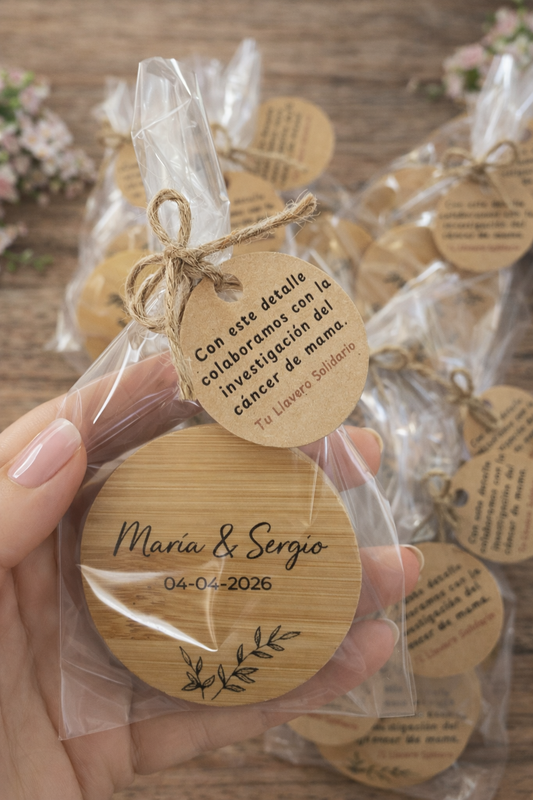 Con este detalle
colaboramos con la
investigación del
cáncer de mama.
Tu Llavero Solidario
María & Sergio
04-04-2026